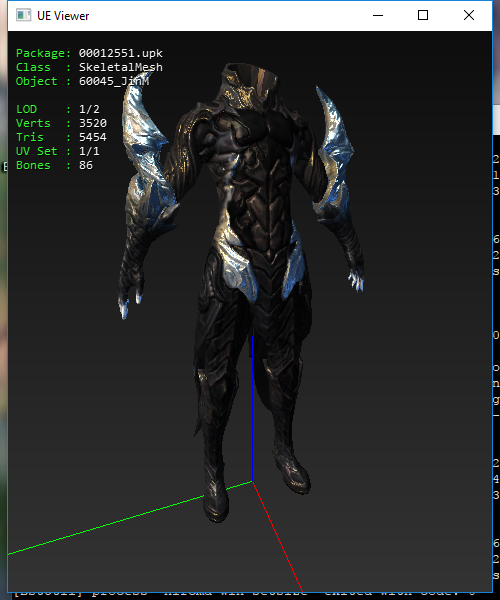 UE Viewer
Package: 00012551.upk
Class  : SkeletalMesh
Object : 60045_JinM
LOD    : 1/2
Verts  : 3520
Tris   : 5454
UV Set : 1/1
Bones  : 86